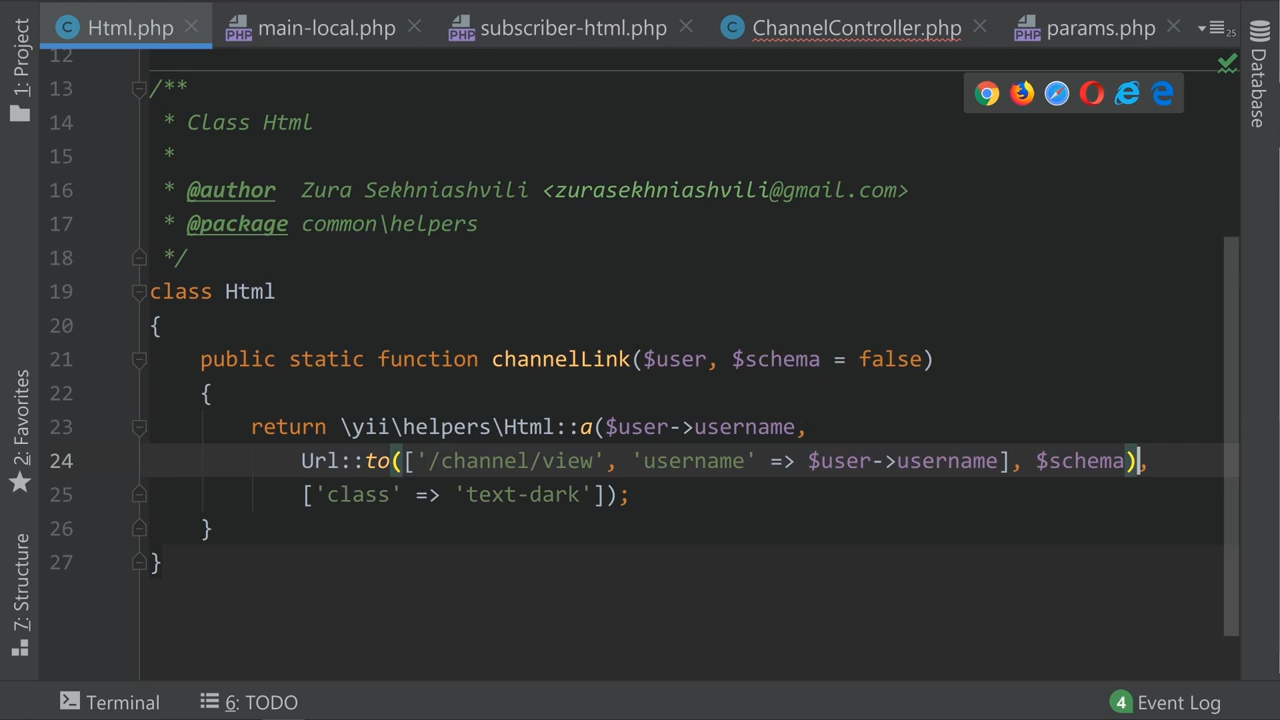 Html.php
main-local.php
subscriber-html.php
ChannelController.php
params.php
25
1: Project
2: Favorites
7: Structure
Database
12
13 /**
14 * Class Html
15 *
16 * @author Zura Sekhniashvili <zurasekhniashvili@gmail.com>
17 * @package common\helpers
18 */
19 class Html
20 {
21 public static function channelLink($user, $schema = false)
22 {
23 return \yii\helpers\Html::a($user->username,
24 Url::to(['/channel/view', 'username' => $user->username], $schema),
25 ['class' => 'text-dark']);
26 }
27 }
Terminal
6: TODO
4 Event Log